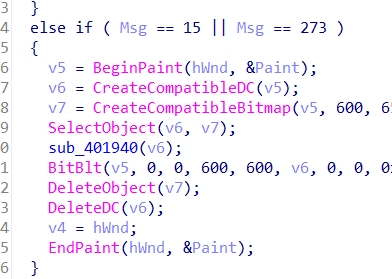 3 }
4 else if ( Msg == 15 || Msg == 273 )
5 {
6 v5 = BeginPaint(hWnd, &Paint);
7 v6 = CreateCompatibleDC(v5);
8 v7 = CreateCompatibleBitmap(v5, 600, 6
9 SelectObject(v6, v7);
0 sub_401940(v6);
1 BitBlt(v5, 0, 0, 600, 600, v6, 0, 0, 0
2 DeleteObject(v7);
3 DeleteDC(v6);
4 v4 = hWnd;
5 EndPaint(hWnd, &Paint);
6 }